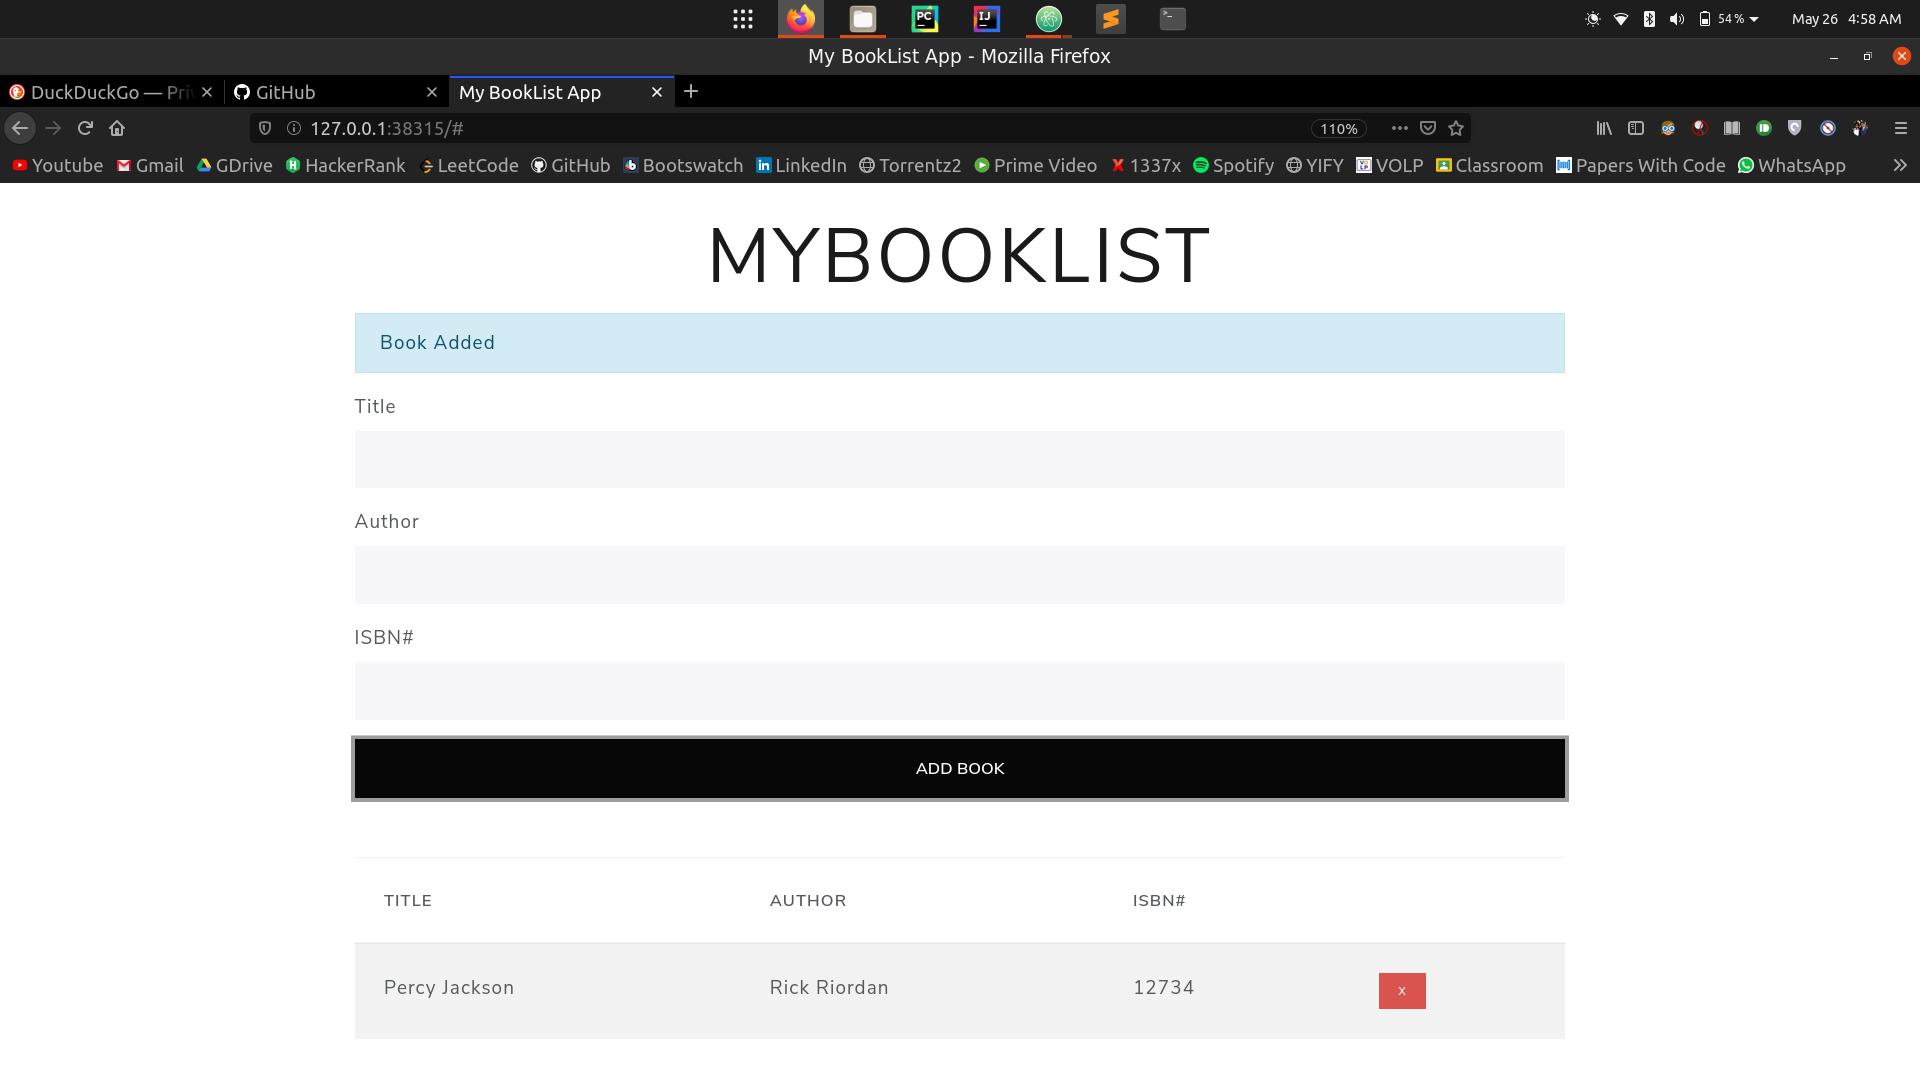 54 %
May 26 4:58 AM
My BookList App - Mozilla Firefox
DuckDuckGo — Priv
GitHub
My BookList App
127.0.0.1:38315/#
110%
Youtube Gmail GDrive HackerRank LeetCode GitHub Bootswatch LinkedIn Torrentz2 Prime Video 1337x Spotify YIFY VOLP Classroom Papers With Code WhatsApp
MYBOOKLIST
Book Added
Title
Author
ISBN#
ADD BOOK
TITLE AUTHOR ISBN#
Percy Jackson Rick Riordan 12734 X